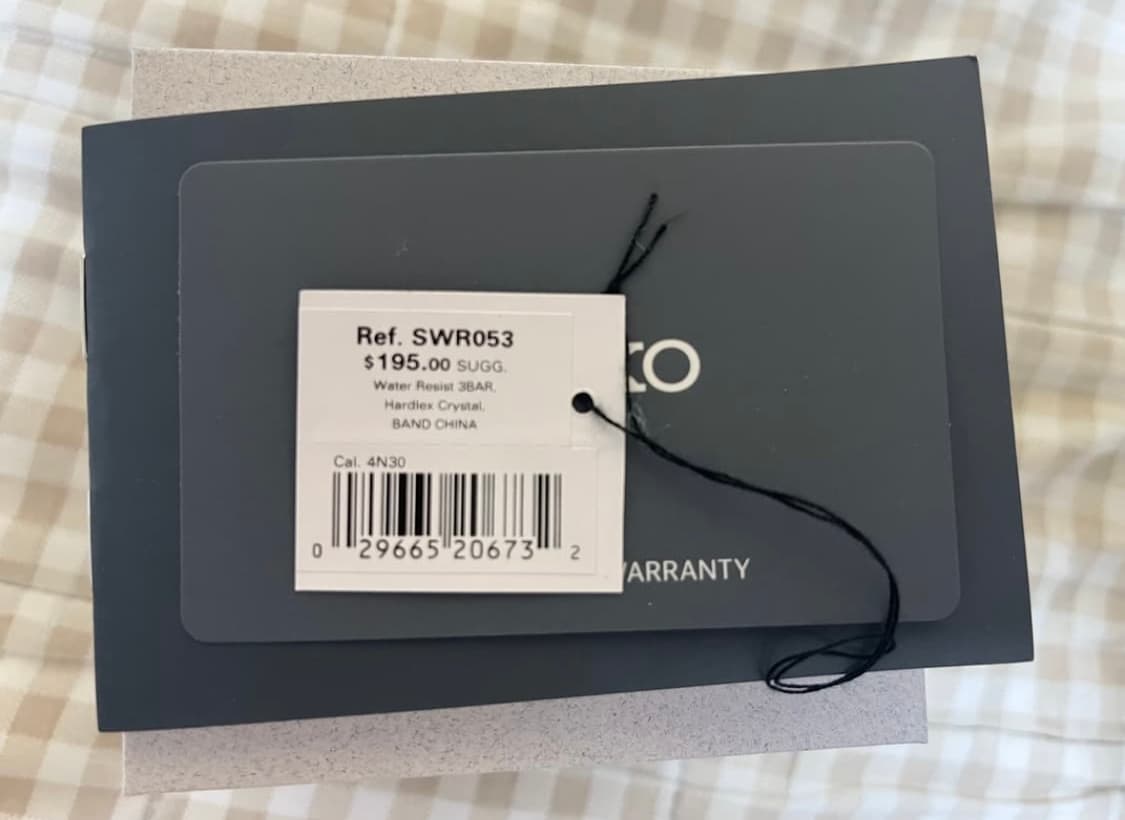 Ref. SWR053
$195.00 SUGG.
Water Resist 3BAR,
Hardlex Crystal,
BAND CHINA
Cal. 4N30
0 29665 20673 2
KO
ARRANTY